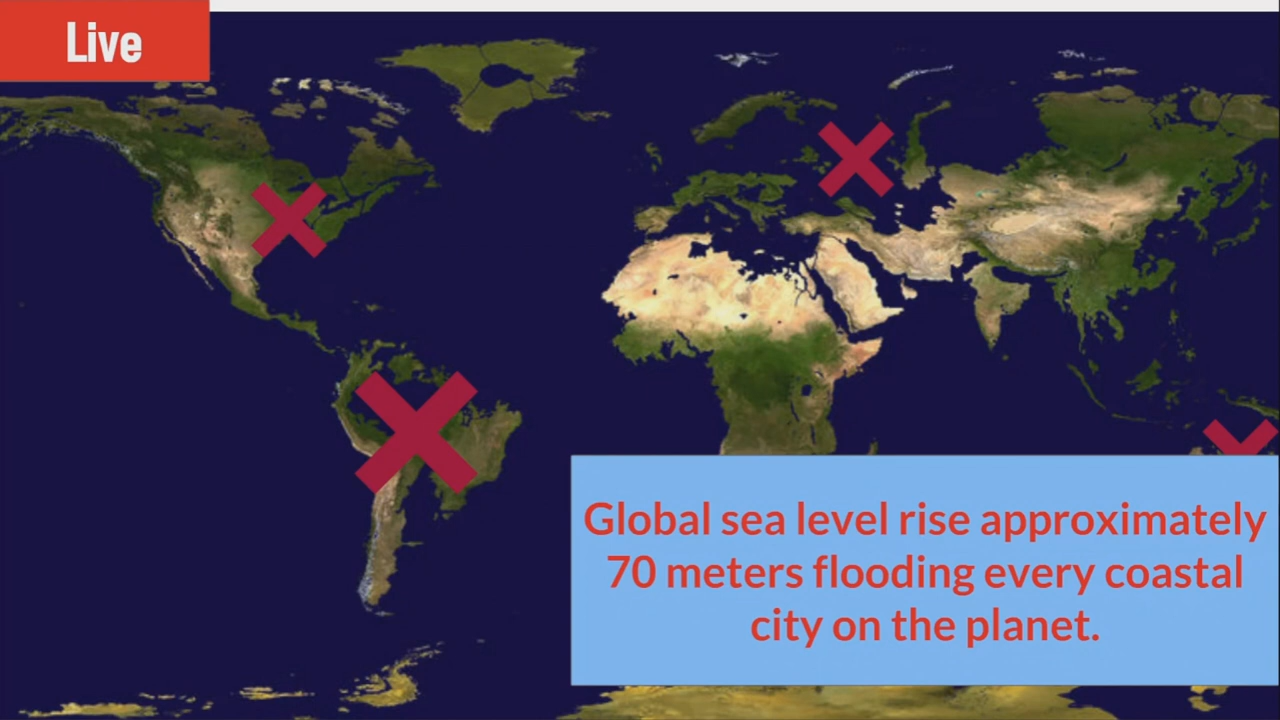 Live
Global sea level rise approximately
70 meters flooding every coastal
city on the planet.